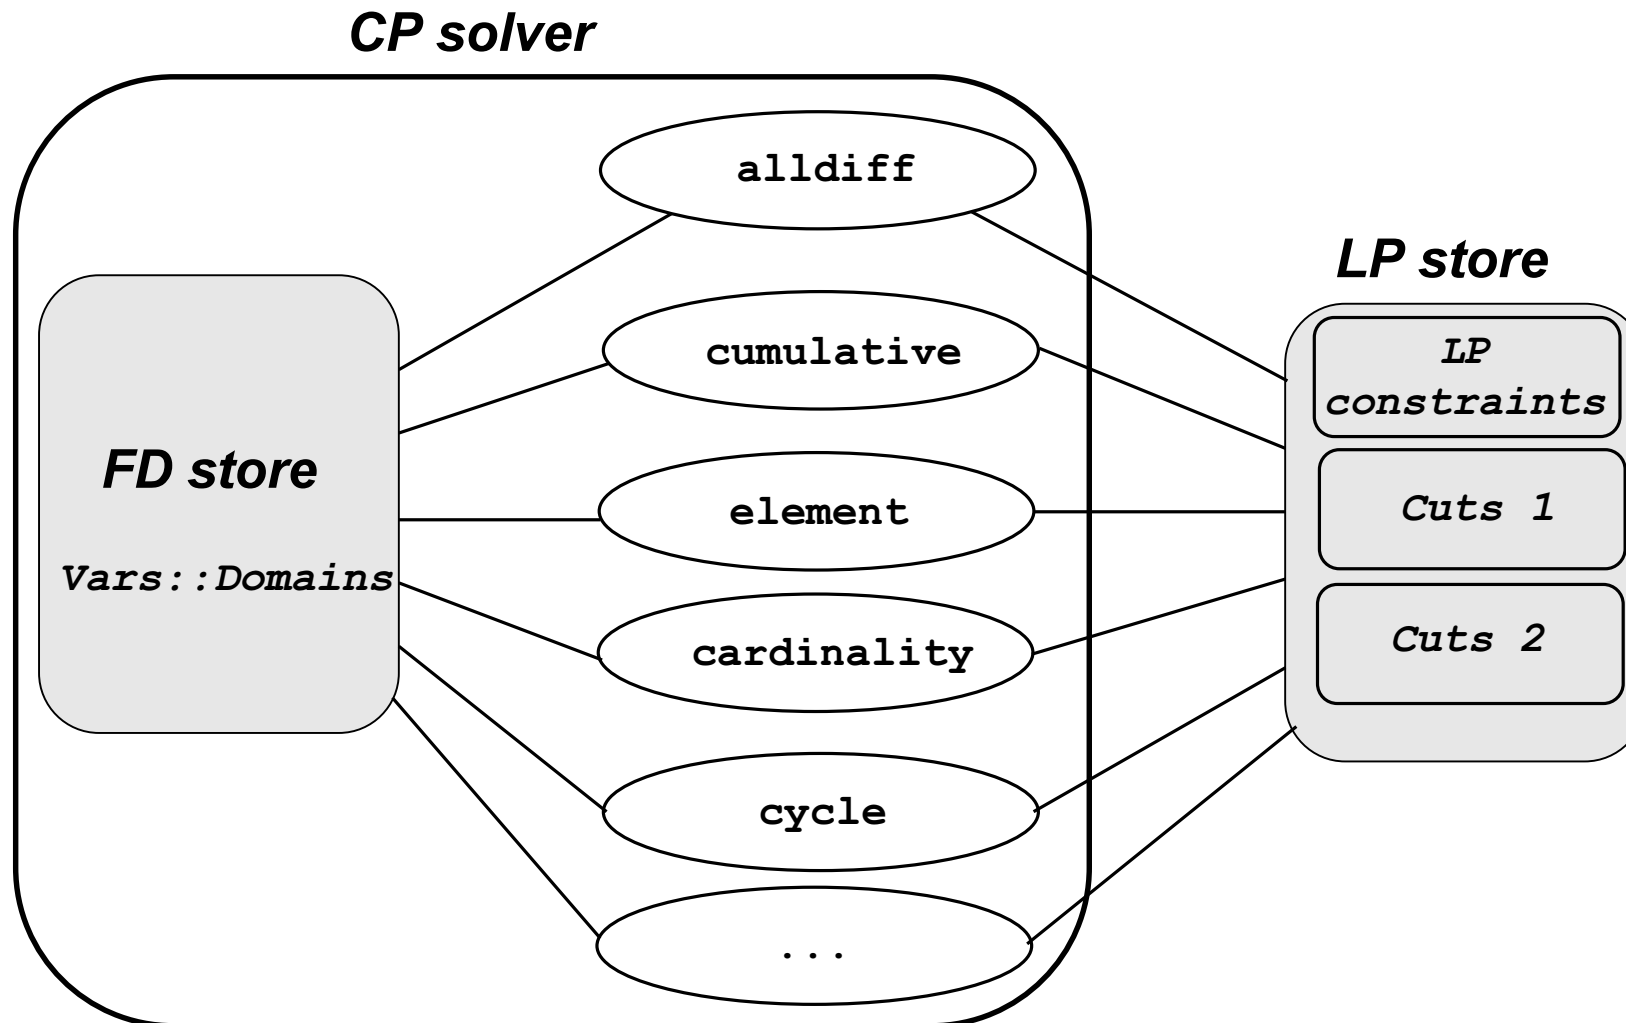 CP solver
alldiff
cumulative
element
cardinality
cycle
...
FD store
Vars::Domains
LP store
LP
constraints
Cuts 1
Cuts 2